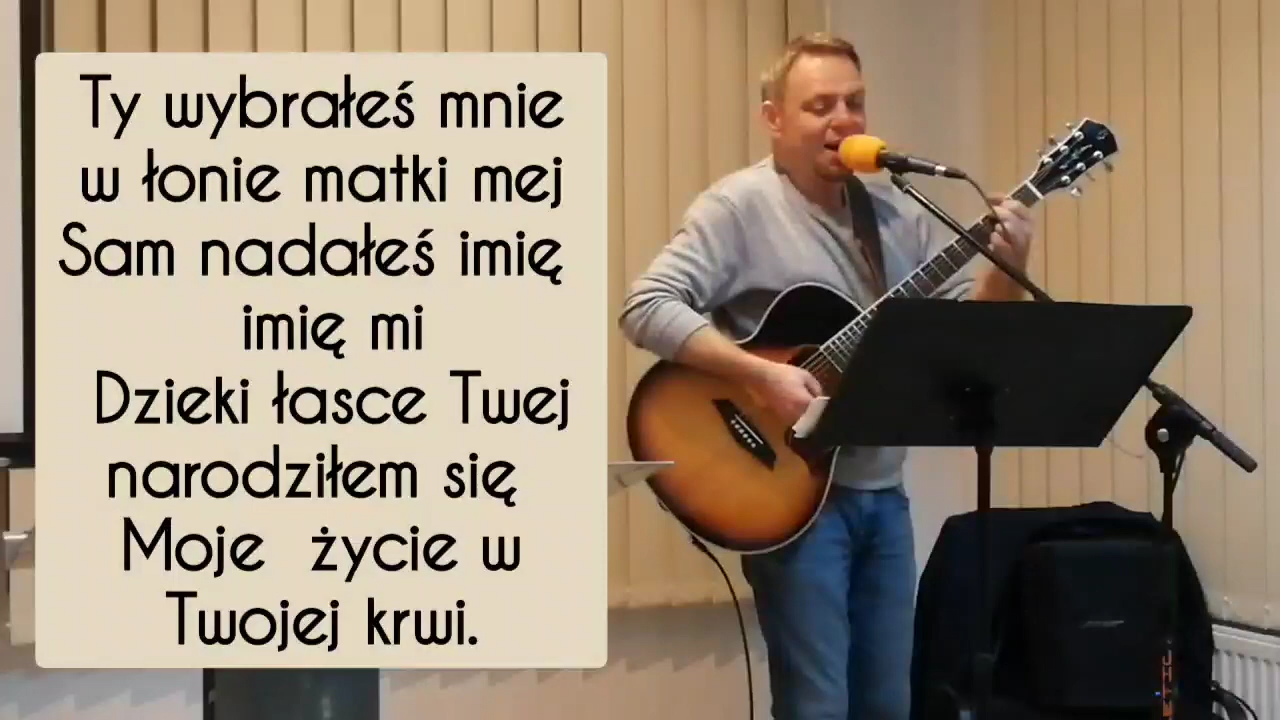 Ty wybrałeś mnie
w łonie matki mej
Sam nadałeś imię
imię mi
Dzieki łasce Twej
narodziłem się
Moje życie w
Twojej krwi.